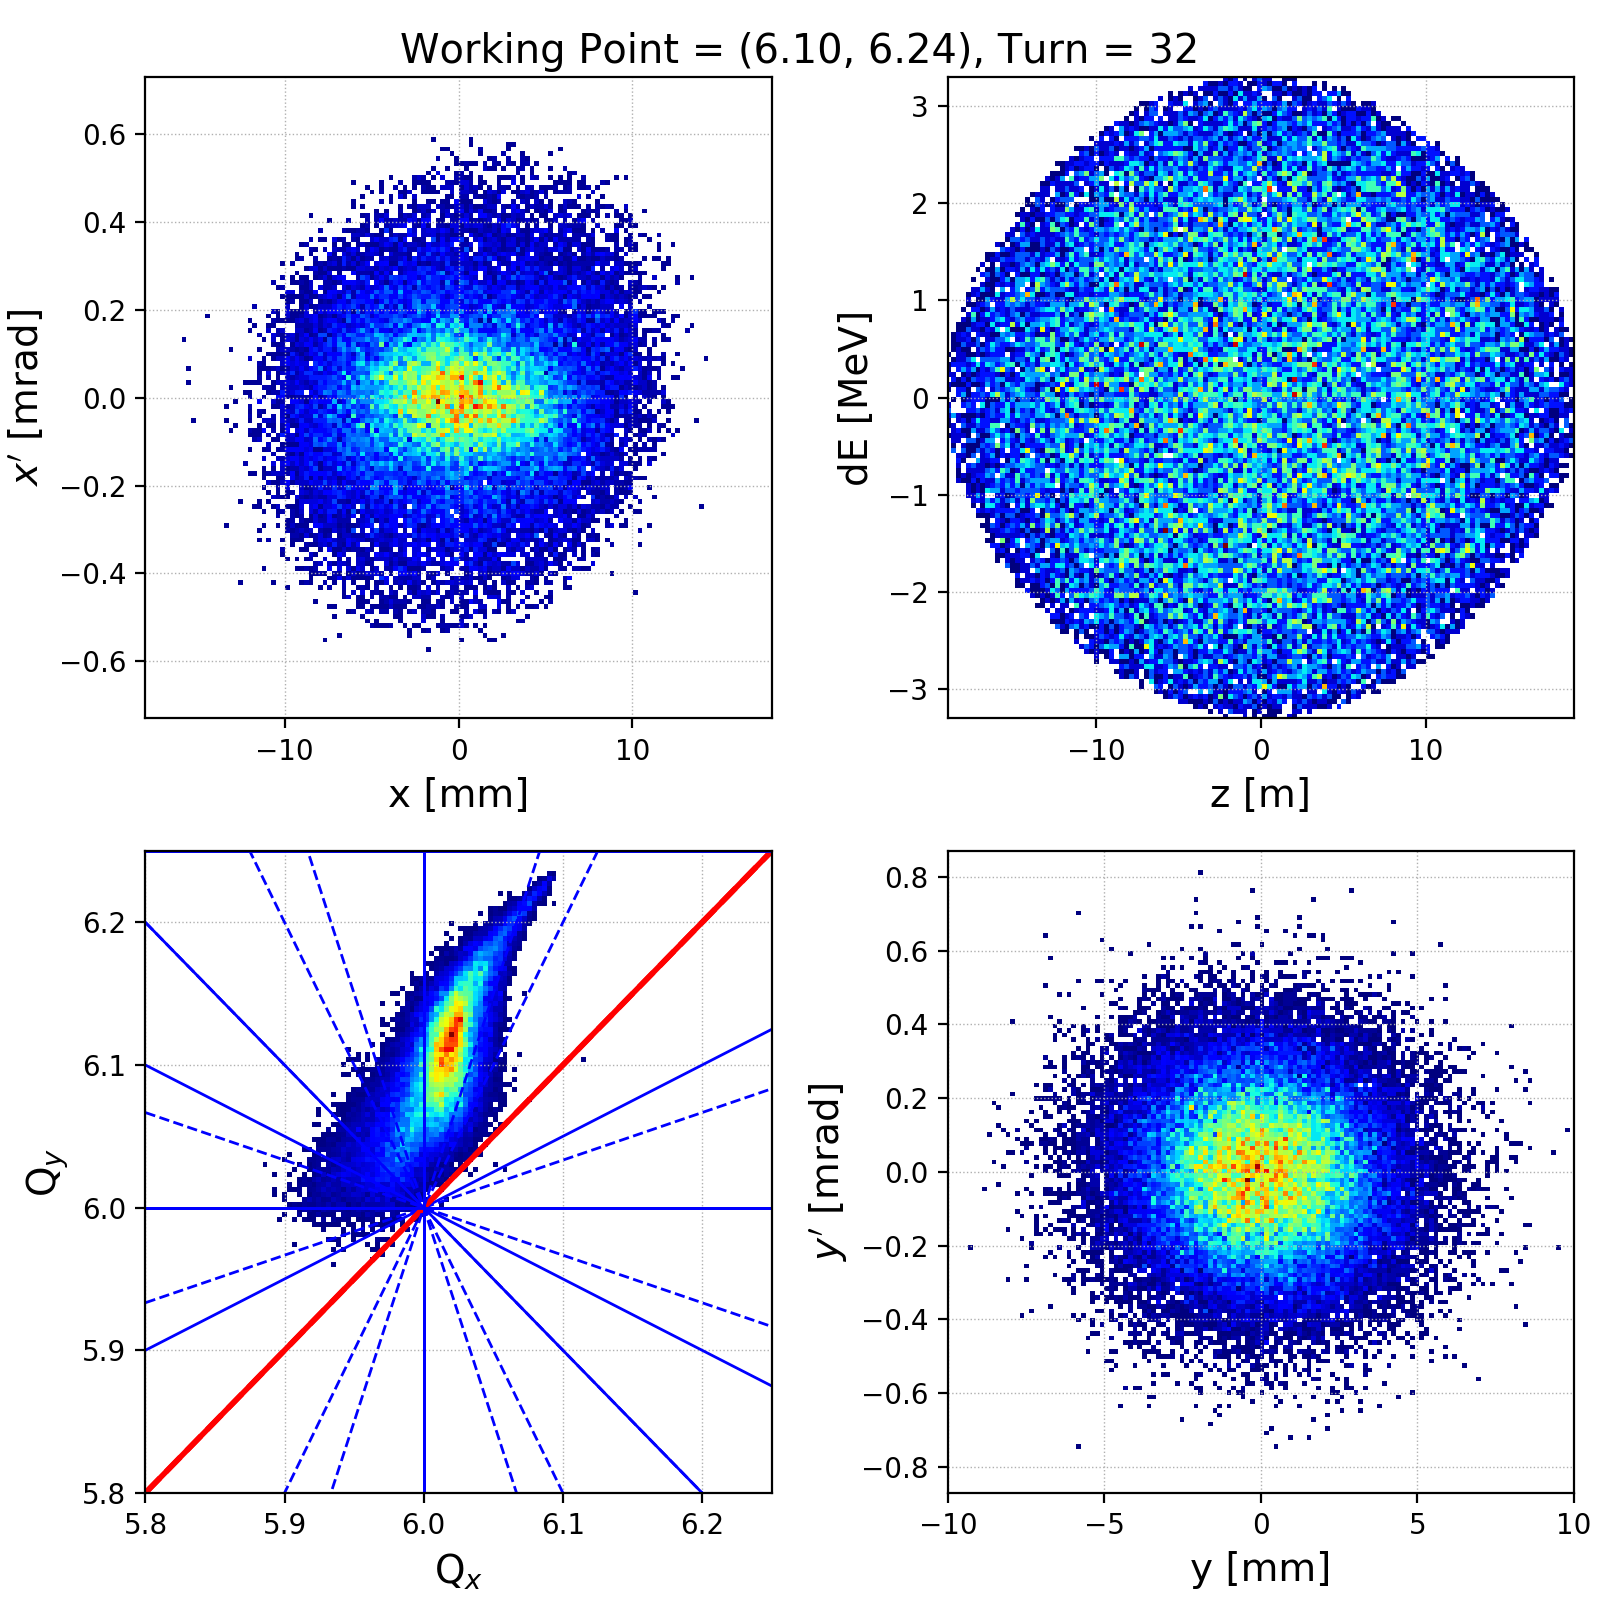 Working Point = (6.10, 6.24), Turn = 32
0.6
0.4
0.2
0.0
−0.2
−0.4
−0.6
x′ [mrad]
−10 0 10
x [mm]
3
2
1
0
−1
−2
−3
dE [MeV]
−10 0 10
z [m]
6.2
6.1
6.0
5.9
5.8
Qy
5.8 5.9 6.0 6.1 6.2
Qx
0.8
0.6
0.4
0.2
0.0
−0.2
−0.4
−0.6
−0.8
y′ [mrad]
−10 −5 0 5 10
y [mm]